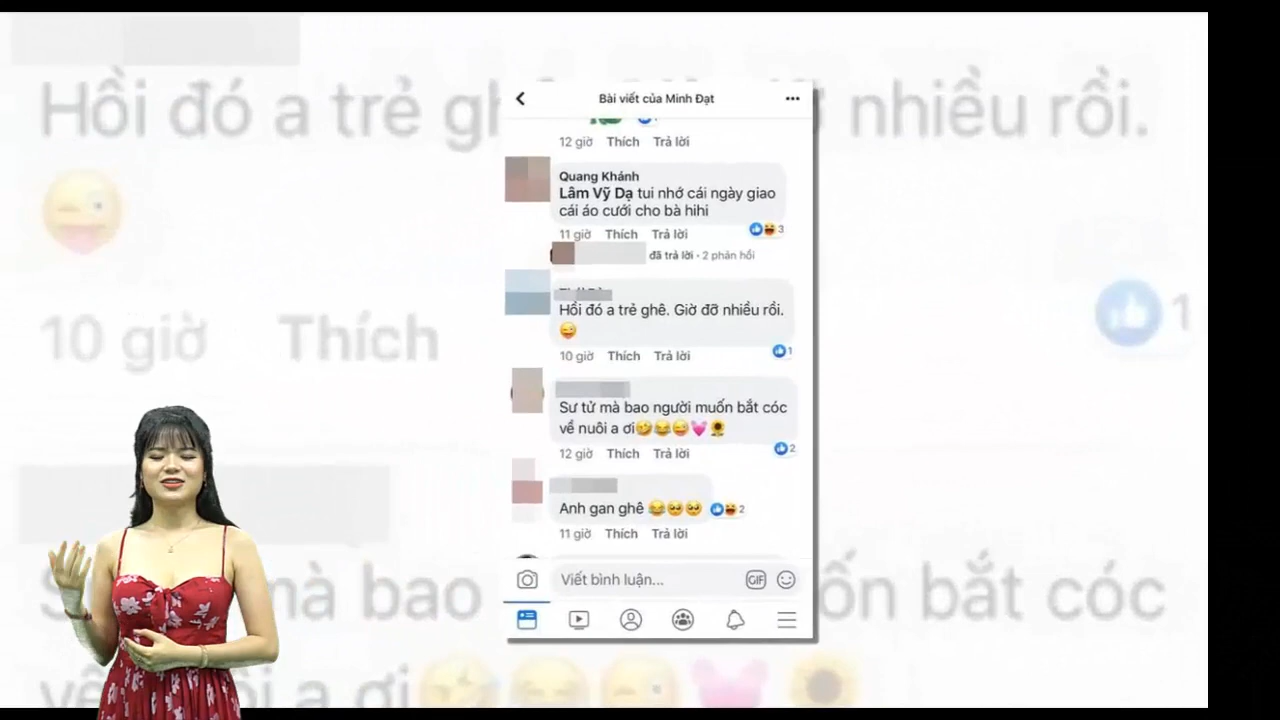 Bài viết của Minh Đạt
12 giờ Thích Trả lời
Quang Khánh
Lâm Vỹ Dạ tui nhớ cái ngày giao
cái áo cưới cho bà hihi
11 giờ Thích Trả lời
3
đã trả lời · 2 phản hồi
Hồi đó a trẻ ghê. Giờ đỡ nhiều rồi.
😜
10 giờ Thích Trả lời
1
Sư tử mà bao người muốn bắt cóc
về nuôi a ơi🤣😂😜💓🌻
12 giờ Thích Trả lời
2
Anh gan ghê 😂🥺🥺
2
11 giờ Thích Trả lời
Viết bình luận...
GIF
Hồi đó a trẻ gh
nhiều rồi.
10 giờ Thích
1
mà bao
ốn bắt cóc
a ơi